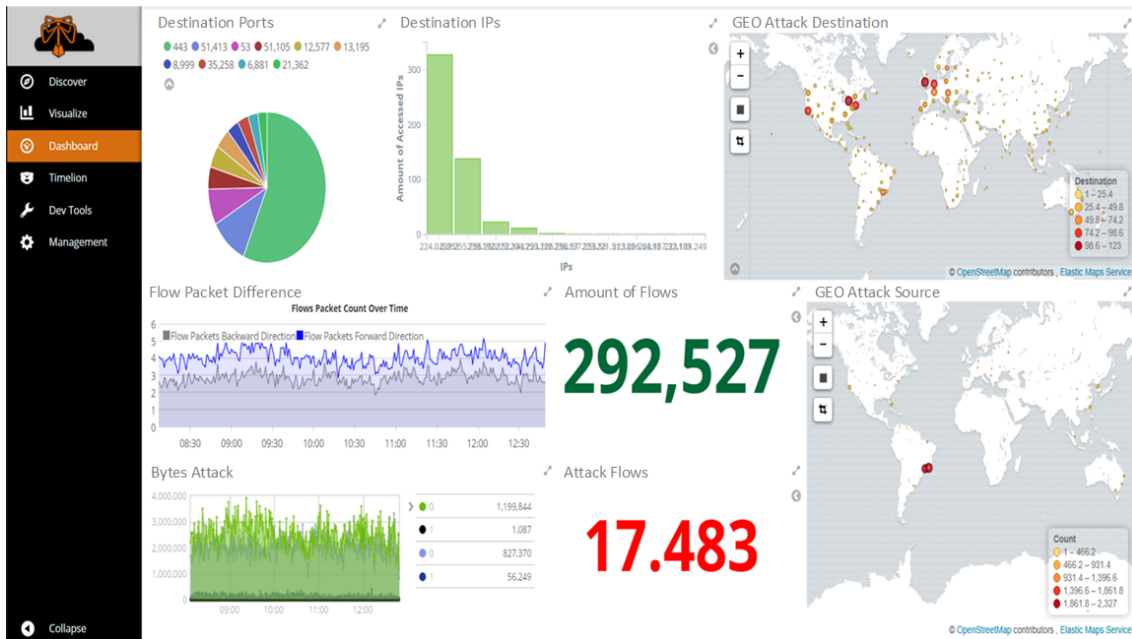 Discover
Visualize
Dashboard
Timelion
Dev Tools
Management
Collapse
Destination Ports
443 51,413 53 51,105 12,577 13,195
8,999 35,258 6,881 21,362
Destination IPs
Amount of Accessed IPs
300
200
100
0
IPs
GEO Attack Destination
+
−
Destination
1 – 25.4
25.4 – 49.8
49.8 – 74.2
74.2 – 98.6
98.6 – 123
© OpenStreetMap contributors , Elastic Maps Service
Flow Packet Difference
Flows Packet Count Over Time
Flow Packets Backward Direction Flow Packets Forward Direction
6
5
4
3
2
1
0
08:30 09:00 09:30 10:00 10:30 11:00 11:30 12:00 12:30
Amount of Flows
292,527
GEO Attack Source
+
−
Count
1 – 466.2
466.2 – 931.4
931.4 – 1,396.6
1,396.6 – 1,861.8
1,861.8 – 2,327
© OpenStreetMap contributors , Elastic Maps Service
Bytes Attack
4,000,000
3,000,000
2,000,000
1,000,000
0
09:00 10:00 11:00 12:00
0 1,199,844
1 1,087
0 827,370
1 56,249
Attack Flows
17.483